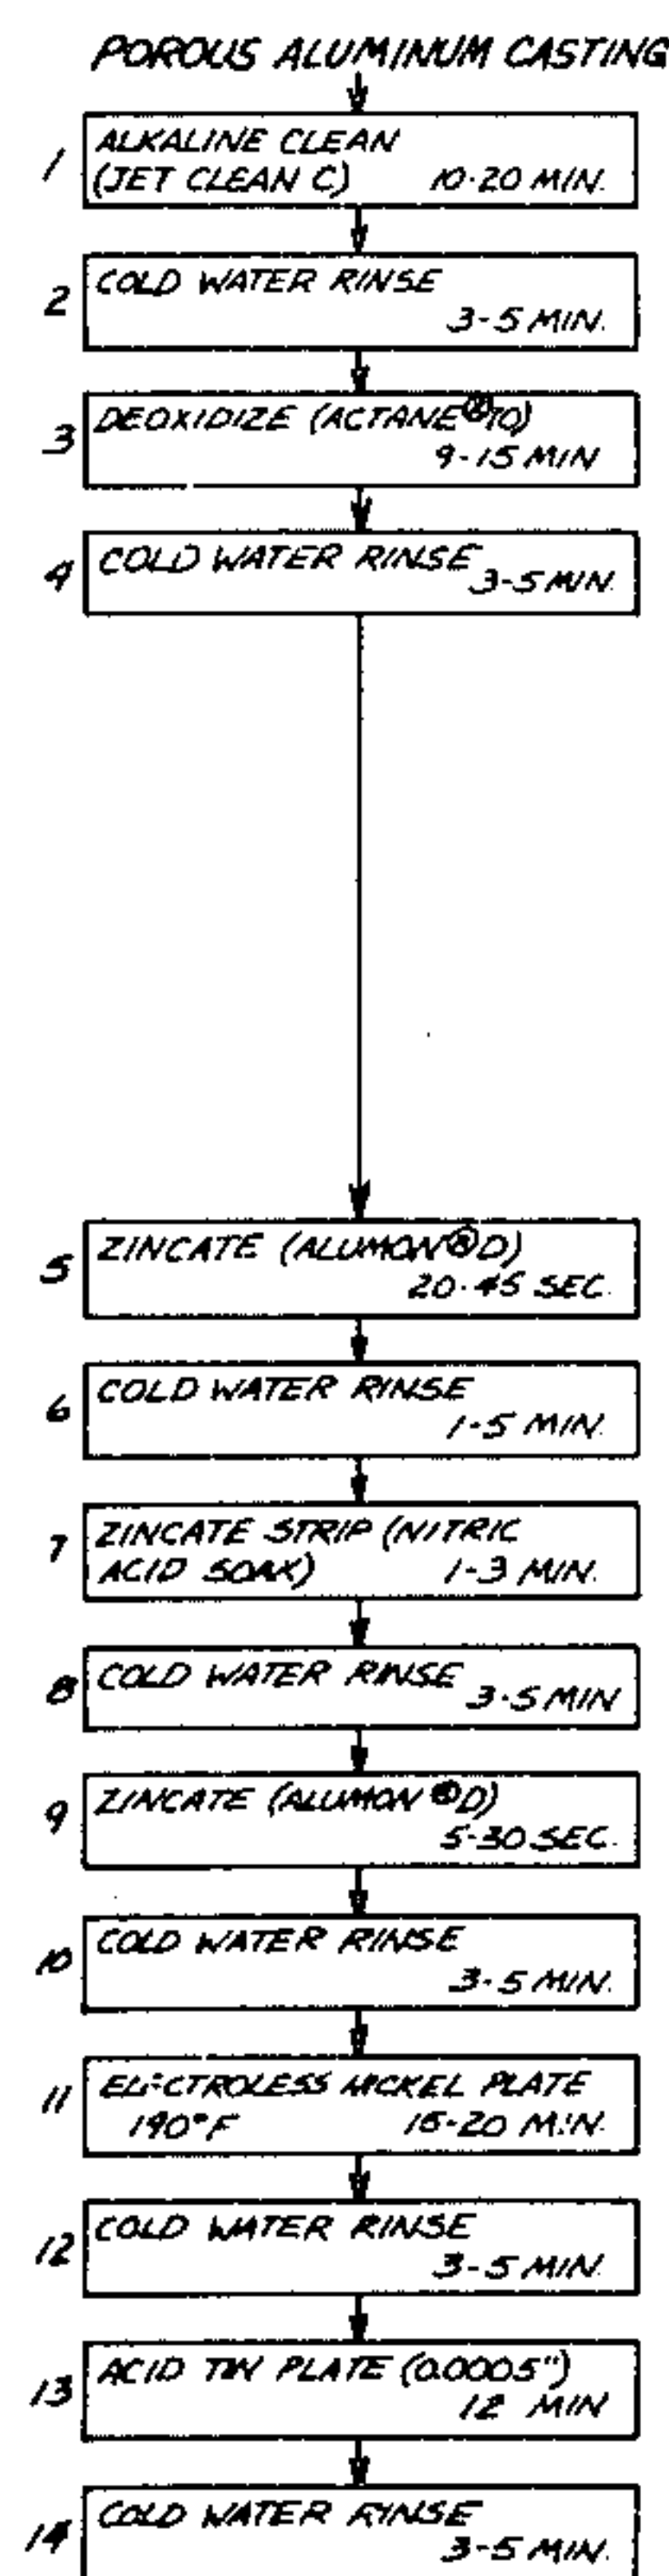 POROUS ALUMINUM CASTING
1
ALKALINE CLEAN
(JET CLEAN C) 10-20 MIN.
2
COLD WATER RINSE
3-5 MIN.
3
DEOXIDIZE (ACTANE® 70)
9-15 MIN
4
COLD WATER RINSE
3-5 MIN.
5
ZINCATE (ALUMON® D)
20-45 SEC.
6
COLD WATER RINSE
1-5 MIN.
7
ZINCATE STRIP (NITRIC
ACID SOAK) 1-3 MIN.
8
COLD WATER RINSE
3-5 MIN
9
ZINCATE (ALUMON® D)
5-30 SEC.
10
COLD WATER RINSE
3-5 MIN.
11
ELECTROLESS NICKEL PLATE
190°F 15-20 MIN.
12
COLD WATER RINSE
3-5 MIN.
13
ACID TIN PLATE (0.0005")
12 MIN
14
COLD WATER RINSE
3-5 MIN.